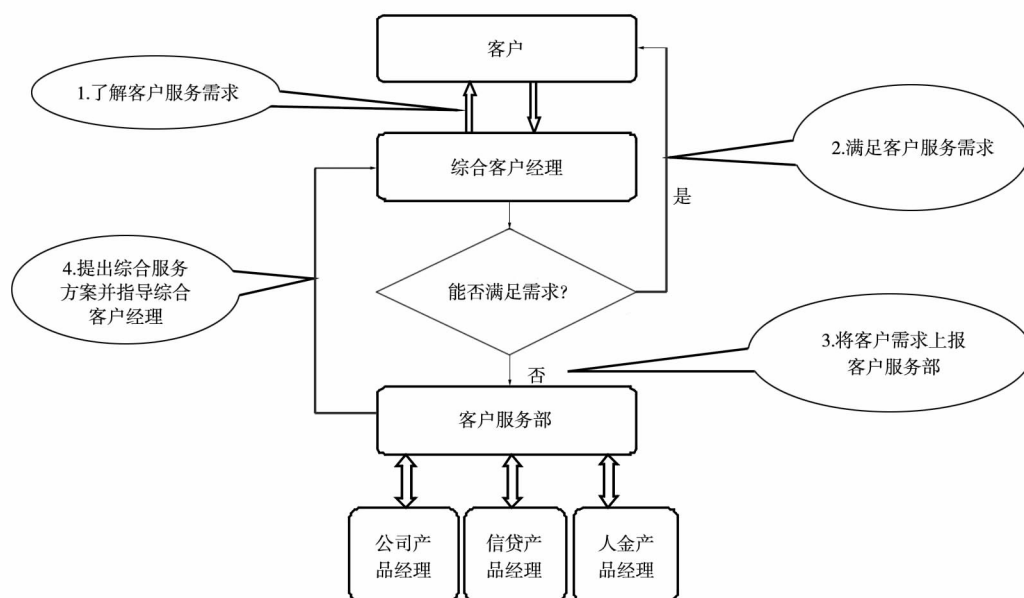 客户
1.了解客户服务需求
2.满足客户服务需求
综合客户经理
是
4.提出综合服务
方案并指导综合
客户经理
能否满足需求?
3.将客户需求上报
客户服务部
否
客户服务部
公司产
品经理
信贷产
品经理
人金产
品经理